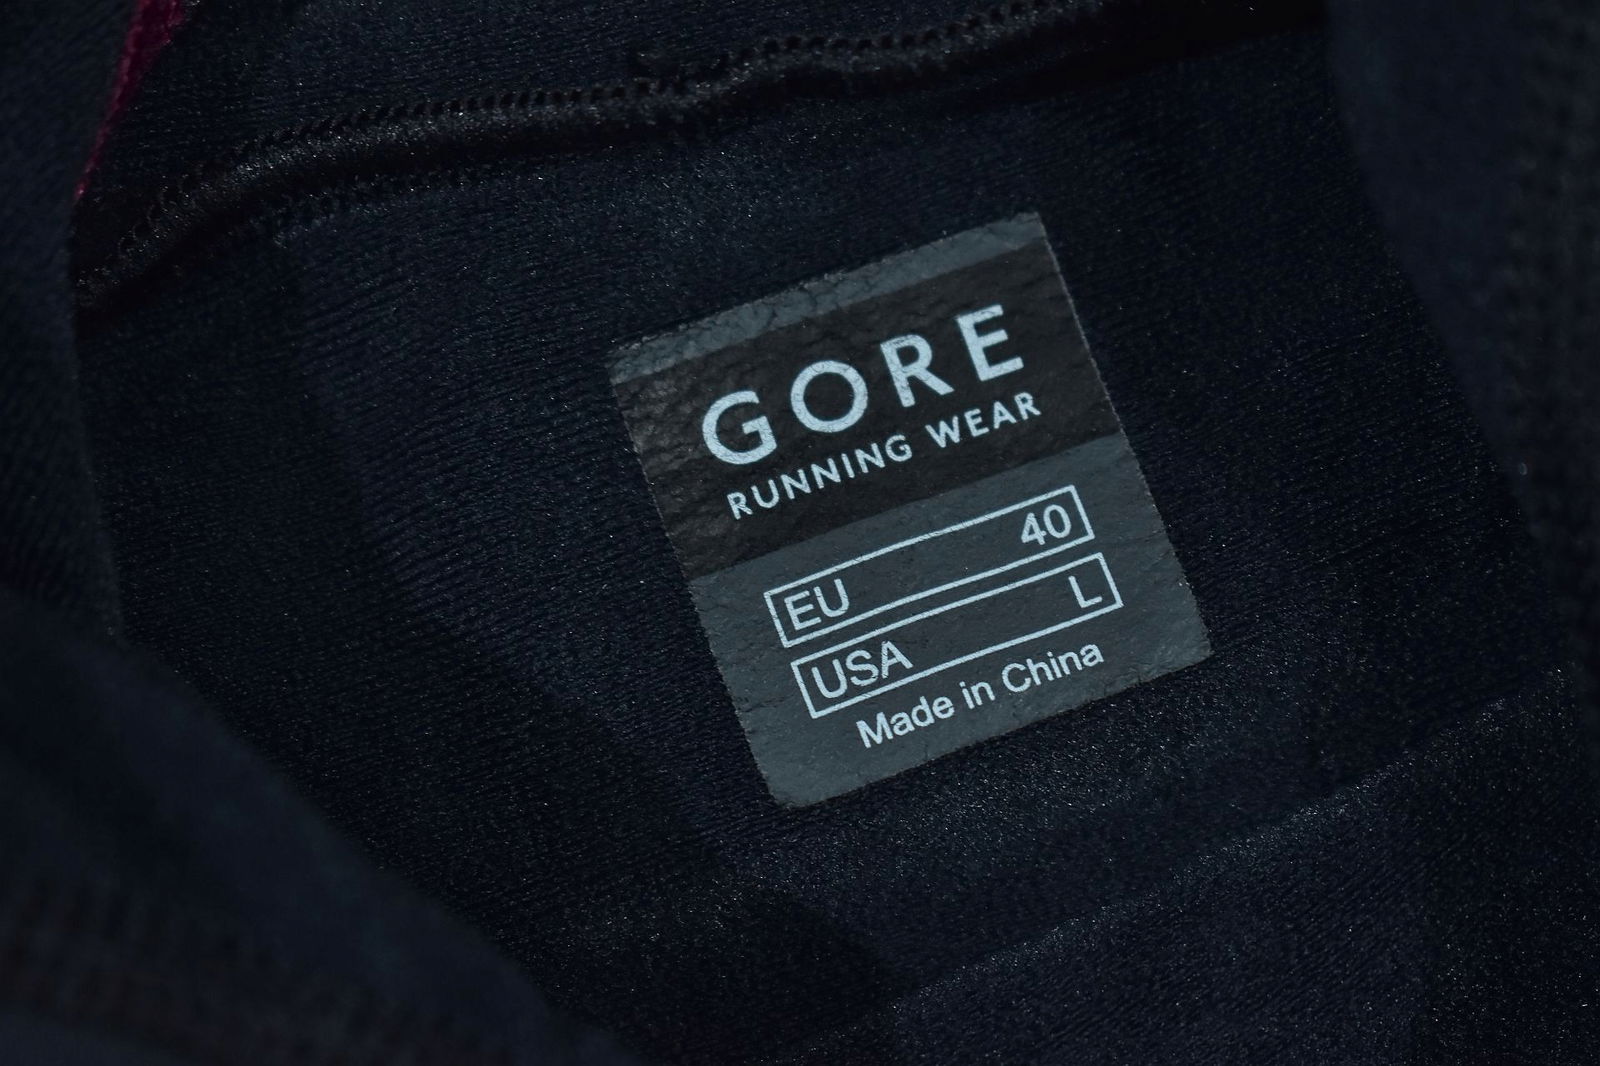 GORE
RUNNING WEAR
EU 40
USA L
Made in China